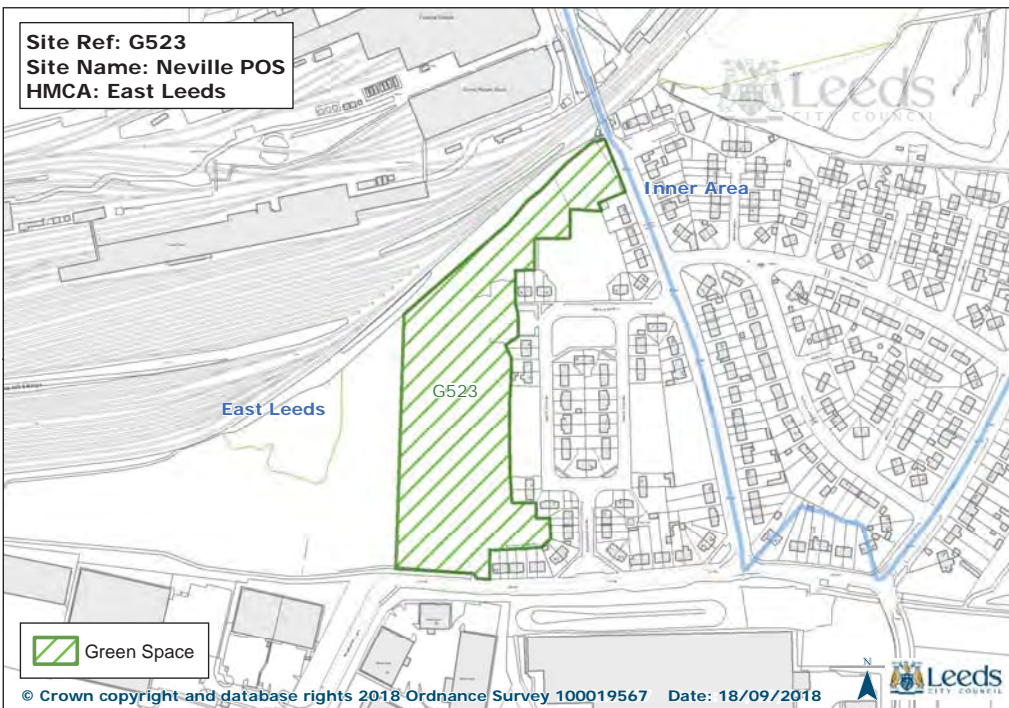 Site Ref: G523
Site Name: Neville POS
HMCA: East Leeds
Leeds
CITY COUNCIL
Inner Area
G523
East Leeds
Green Space
N
Leeds
CITY COUNCIL
© Crown copyright and database rights 2018 Ordnance Survey 100019567 Date: 18/09/2018